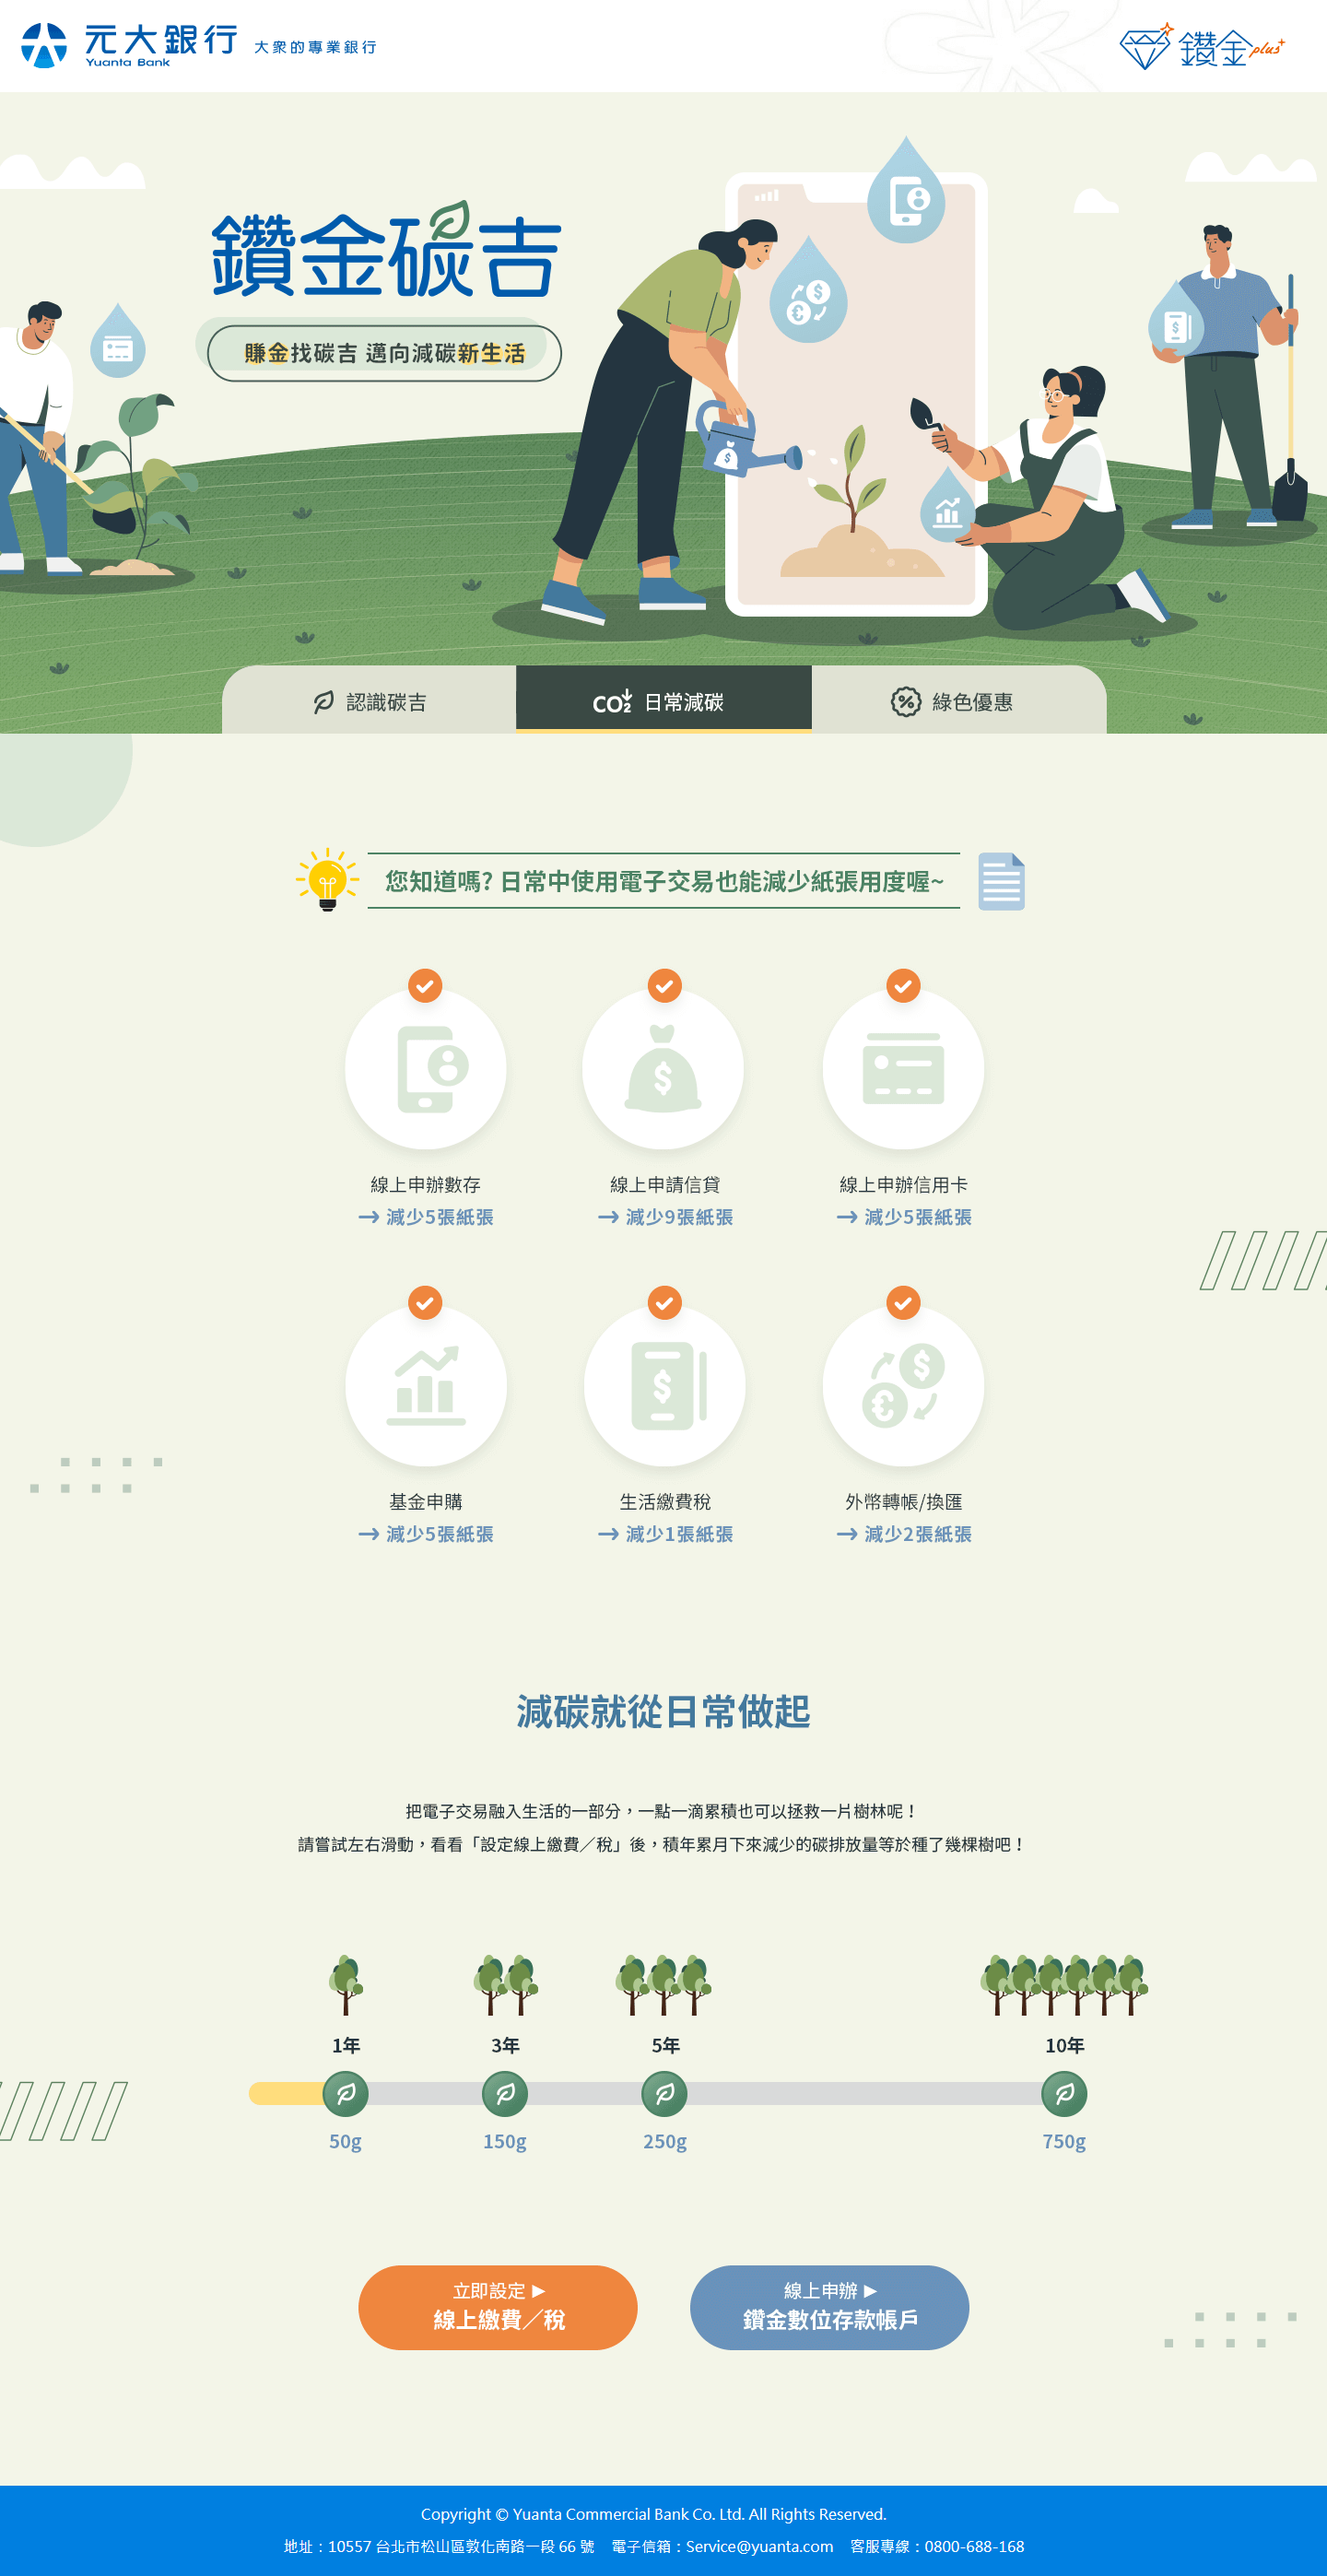 元大銀行 大衆的專業銀行
Yuanta Bank
鑽金plus
鑽金碳吉
賺金找碳吉 邁向減碳新生活
認識碳吉
CO2 日常減碳
綠色優惠
您知道嗎? 日常中使用電子交易也能減少紙張用度喔~
線上申辦數存
→ 減少5張紙張
線上申請信貸
→ 減少9張紙張
線上申辦信用卡
→ 減少5張紙張
基金申購
→ 減少5張紙張
生活繳費稅
→ 減少1張紙張
外幣轉帳/換匯
→ 減少2張紙張
減碳就從日常做起
把電子交易融入生活的一部分，一點一滴累積也可以拯救一片樹林呢！
請嘗試左右滑動，看看「設定線上繳費／稅」後，積年累月下來減少的碳排放量等於種了幾棵樹吧！
1年
3年
5年
10年
50g
150g
250g
750g
立即設定 ▶
線上繳費／稅
線上申辦 ▶
鑽金數位存款帳戶
Copyright © Yuanta Commercial Bank Co. Ltd. All Rights Reserved.
地址：10557 台北市松山區敦化南路一段 66 號 電子信箱：Service@yuanta.com 客服專線：0800-688-168